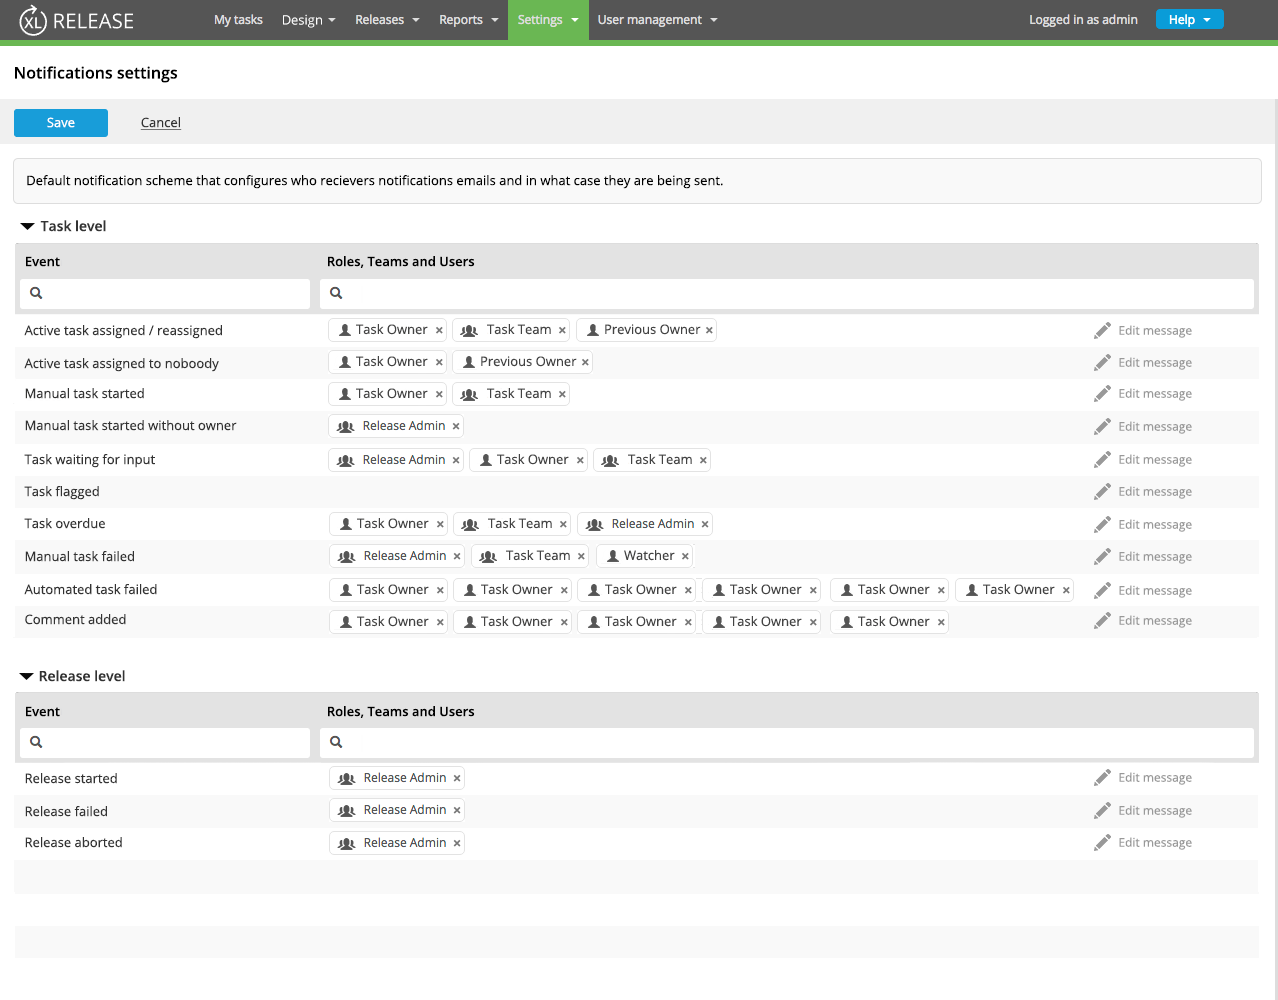 XL RELEASE My tasks Design Releases Reports Settings User management Logged in as admin Help
Notifications settings
Save Cancel
Default notification scheme that configures who recievers notifications emails and in what case they are being sent.
Task level
Event Roles, Teams and Users
Active task assigned / reassigned Task Owner × Task Team × Previous Owner × Edit message
Active task assigned to noboody Task Owner × Previous Owner × Edit message
Manual task started Task Owner × Task Team × Edit message
Manual task started without owner Release Admin × Edit message
Task waiting for input Release Admin × Task Owner × Task Team × Edit message
Task flagged Edit message
Task overdue Task Owner × Task Team × Release Admin × Edit message
Manual task failed Release Admin × Task Team × Watcher × Edit message
Automated task failed Task Owner × Task Owner × Task Owner × Task Owner × Task Owner × Task Owner × Edit message
Comment added Task Owner × Task Owner × Task Owner × Task Owner × Task Owner × Edit message
Release level
Event Roles, Teams and Users
Release started Release Admin × Edit message
Release failed Release Admin × Edit message
Release aborted Release Admin × Edit message